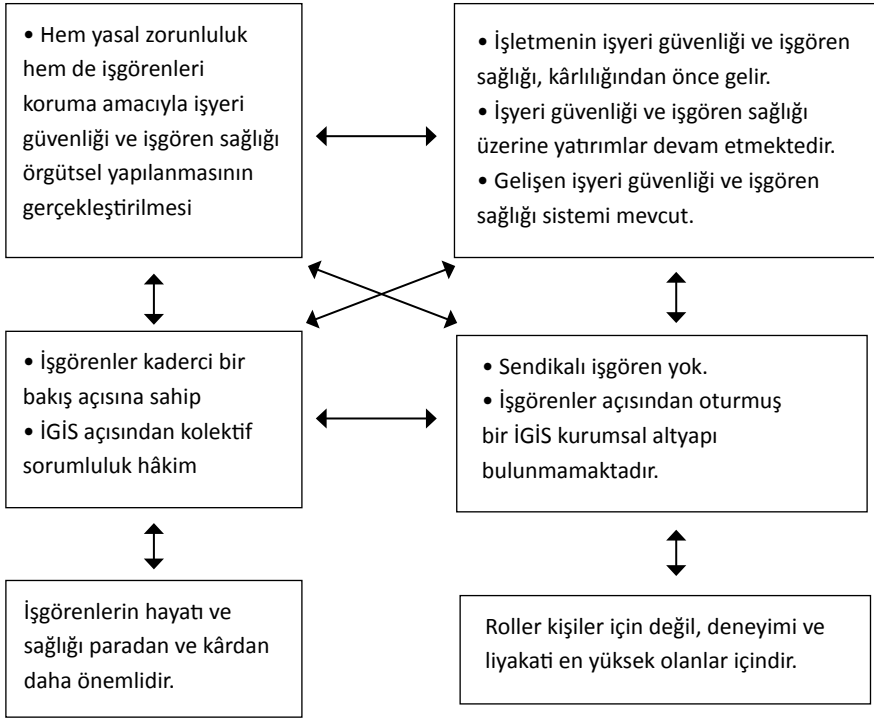 • Hem yasal zorunluluk
hem de işgörenleri
koruma amacıyla işyeri
güvenliği ve işgören sağlığı
örgütsel yapılanmasının
gerçekleştirilmesi
• İşletmenin işyeri güvenliği ve işgören
sağlığı, kârlılığından önce gelir.
• İşyeri güvenliği ve işgören sağlığı
üzerine yatırımlar devam etmektedir.
• Gelişen işyeri güvenliği ve işgören
sağlığı sistemi mevcut.
• İşgörenler kaderci bir
bakış açısına sahip
• İGİS açısından kolektif
sorumluluk hâkim
• Sendikalı işgören yok.
• İşgörenler açısından oturmuş
bir İGİS kurumsal altyapı
bulunmamaktadır.
İşgörenlerin hayatı ve
sağlığı paradan ve kârdan
daha önemlidir.
Roller kişiler için değil, deneyimi ve
liyakati en yüksek olanlar içindir.